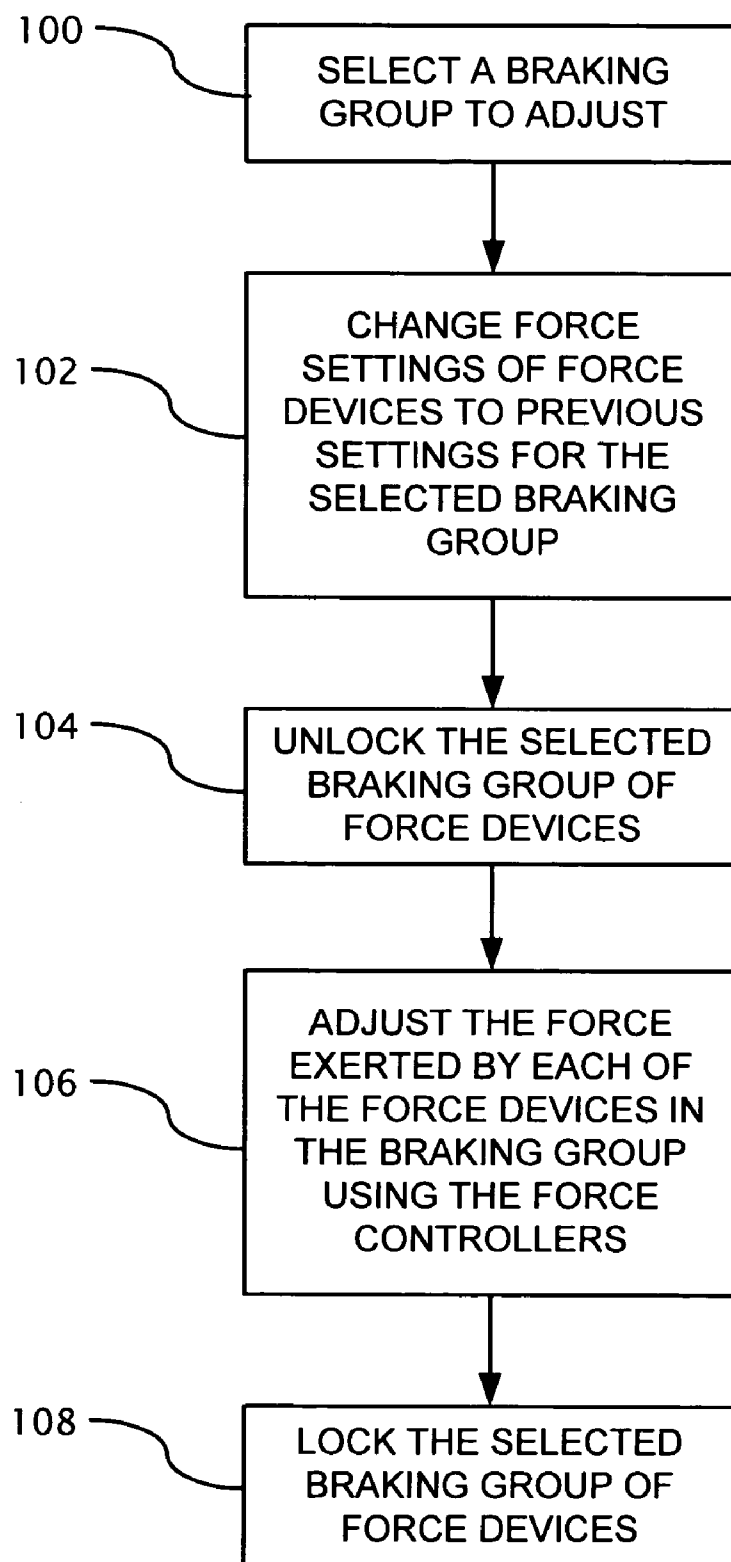 100
SELECT A BRAKING
GROUP TO ADJUST
102
CHANGE FORCE
SETTINGS OF FORCE
DEVICES TO PREVIOUS
SETTINGS FOR THE
SELECTED BRAKING
GROUP
104
UNLOCK THE SELECTED
BRAKING GROUP OF
FORCE DEVICES
106
ADJUST THE FORCE
EXERTED BY EACH OF
THE FORCE DEVICES IN
THE BRAKING GROUP
USING THE FORCE
CONTROLLERS
108
LOCK THE SELECTED
BRAKING GROUP OF
FORCE DEVICES